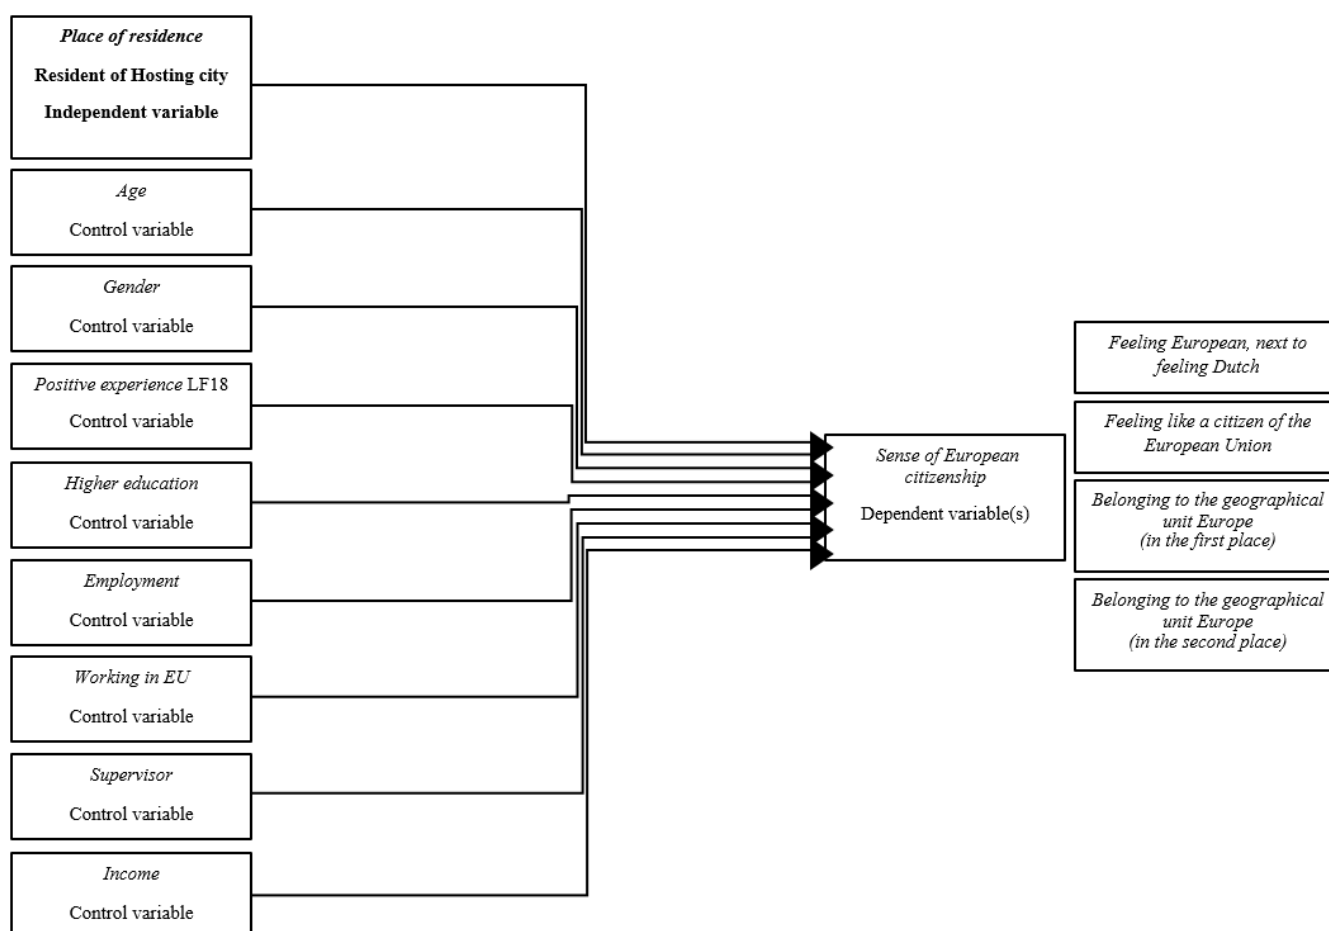 Place of residence
Resident of Hosting city
Independent variable
Age
Control variable
Gender
Control variable
Positive experience LF18
Control variable
Higher education
Control variable
Employment
Control variable
Working in EU
Control variable
Supervisor
Control variable
Income
Control variable
Sense of European
citizenship
Dependent variable(s)
Feeling European, next to
feeling Dutch
Feeling like a citizen of the
European Union
Belonging to the geographical
unit Europe
(in the first place)
Belonging to the geographical
unit Europe
(in the second place)